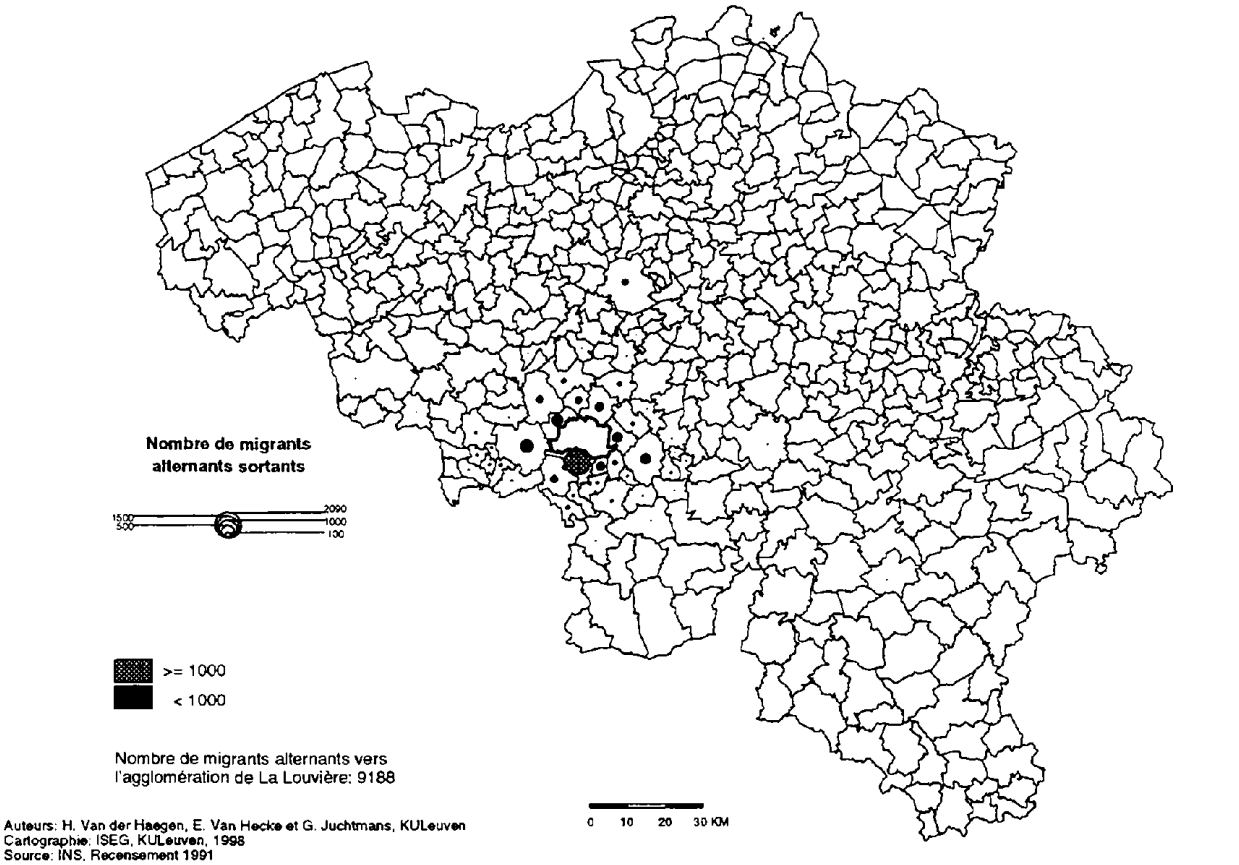 Nombre de migrants
alternants sortants
2090
1500
1000
500
100
>= 1000
< 1000
Nombre de migrants alternants vers
l'agglomération de La Louvière: 9188
0 10 20 30 KM
Auteurs: H. Van der Haegen, E. Van Hecke et G. Juchtmans, KULeuven
Cartographie: ISEG, KULeuven, 1998
Source: INS, Recensement 1991